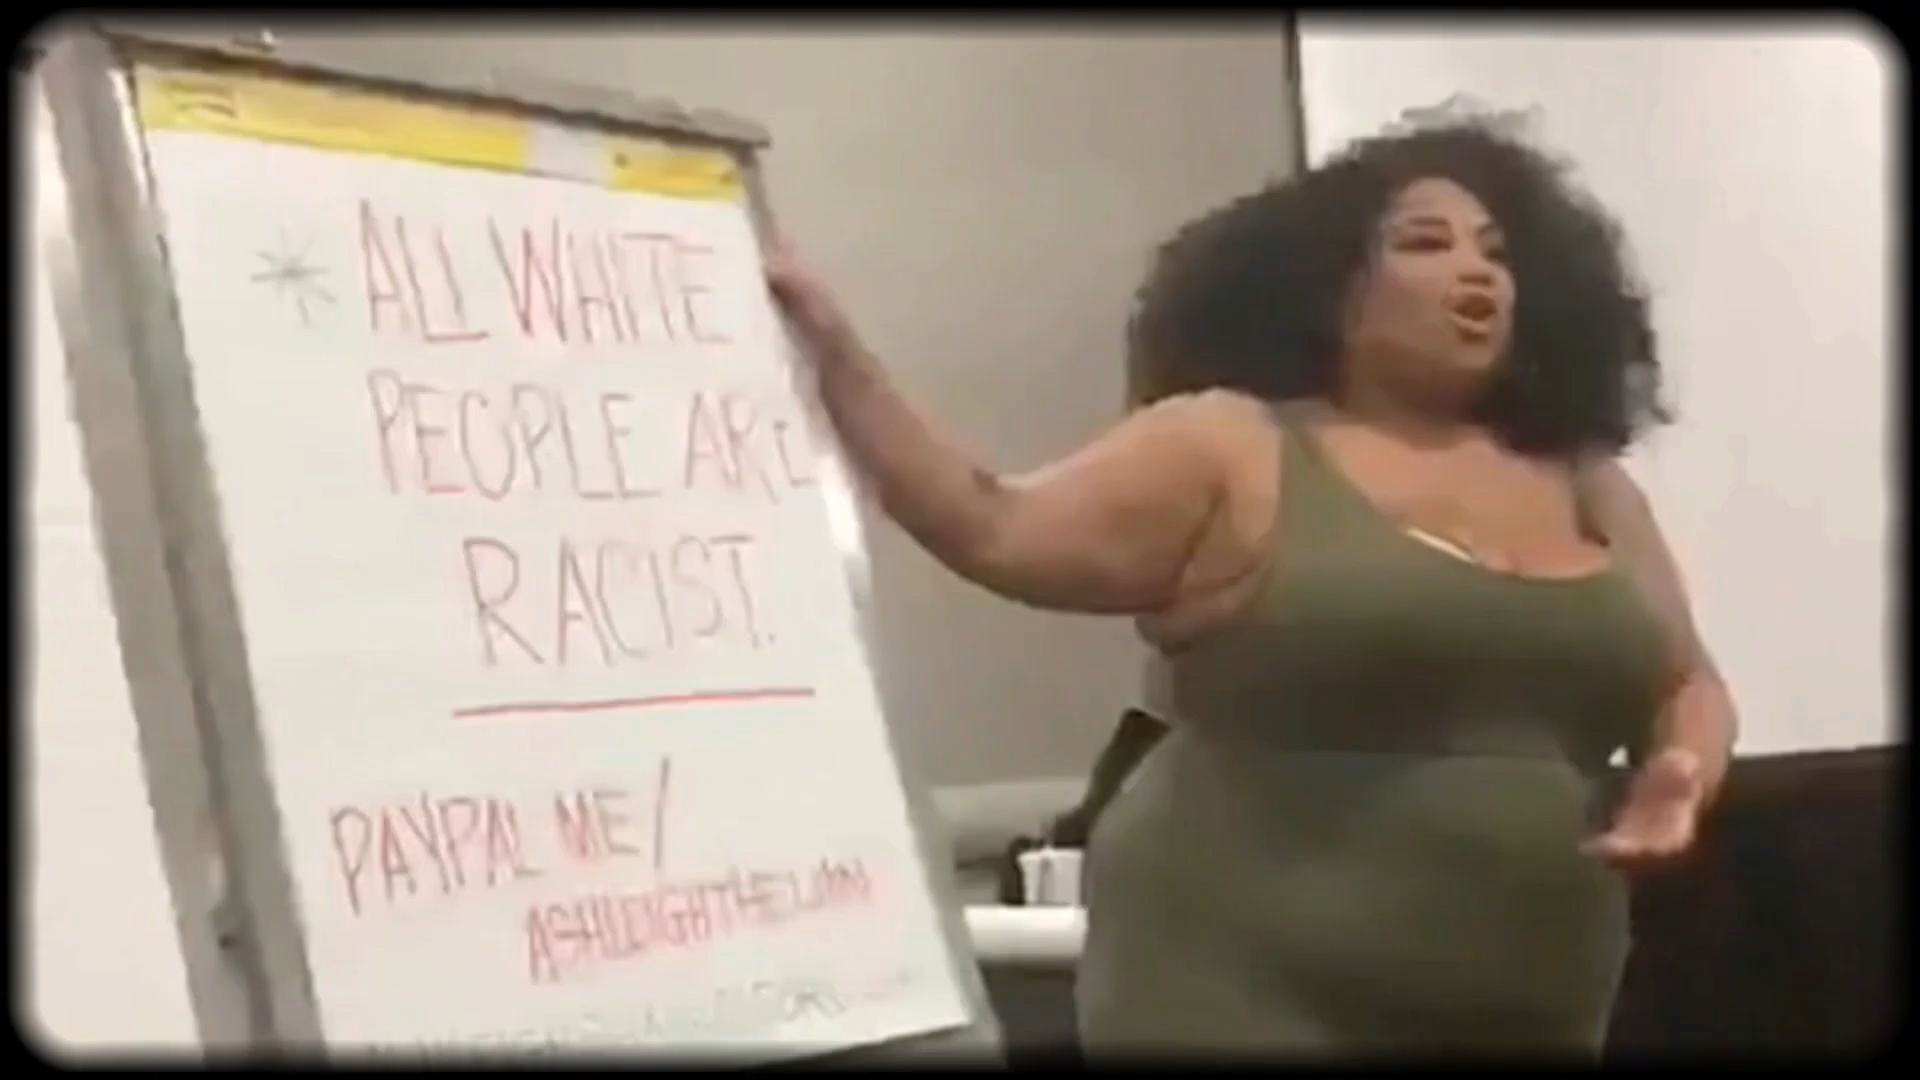 * ALL WHITE
PEOPLE ARE
RACIST.
PAYPAL ME/
ASHLEIGHTHELION